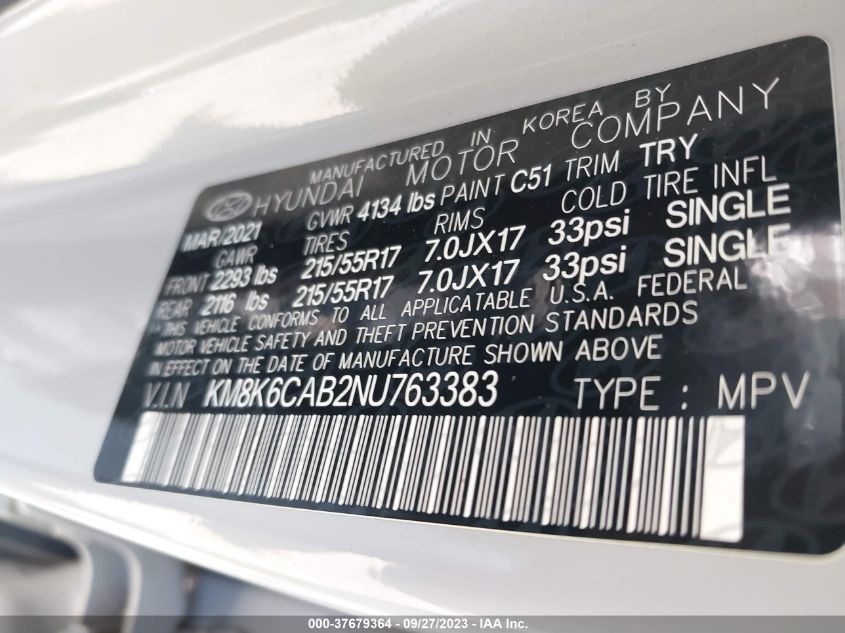 MANUFACTURED IN KOREA BY
HYUNDAI MOTOR COMPANY
MAR/2021 GVWR 4134 lbs PAINT C51 TRIM TRY
GAWR TIRES RIMS COLD TIRE INFL
FRONT 2293 lbs 215/55R17 7.0JX17 33psi SINGLE
REAR 2116 lbs 215/55R17 7.0JX17 33psi SINGLE
THIS VEHICLE CONFORMS TO ALL APPLICATABLE U.S.A. FEDERAL
MOTOR VEHICLE SAFETY AND THEFT PREVENTION STANDARDS
IN EFFECT ON THE DATE OF MANUFACTURE SHOWN ABOVE
V.I.N KM8K6CAB2NU763383 TYPE : MPV
000-37679364 - 09/27/2023 - IAA Inc.